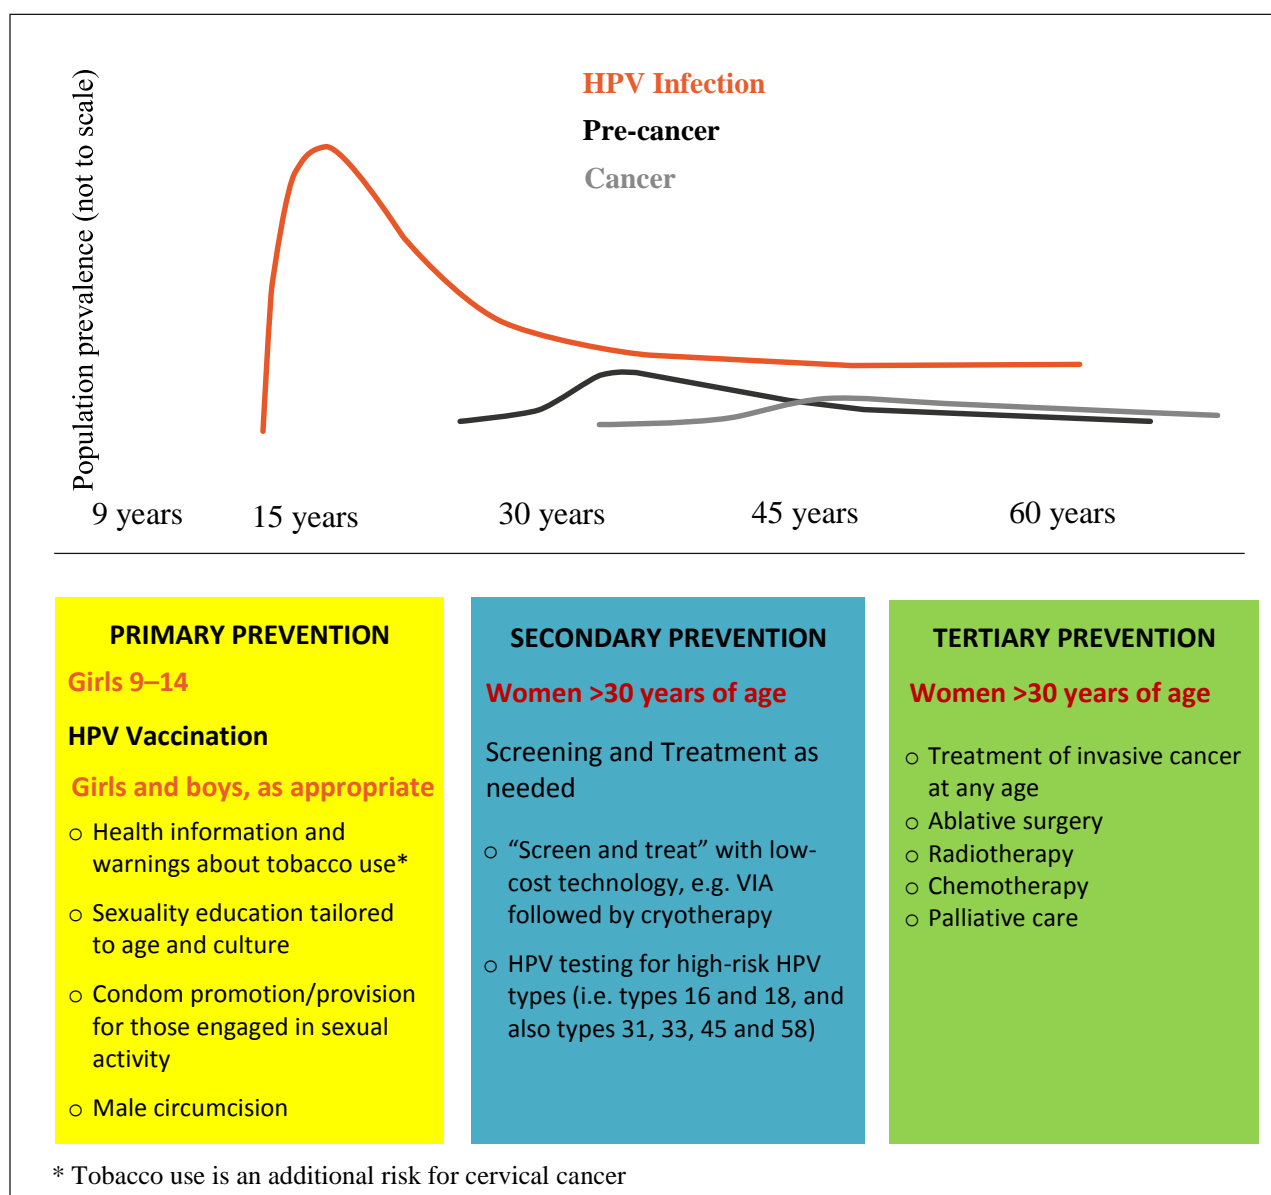 Population prevalence (not to scale)
HPV Infection
Pre-cancer
Cancer
9 years
15 years
30 years
45 years
60 years
PRIMARY PREVENTION
Girls 9–14
HPV Vaccination
Girls and boys, as appropriate
o Health information and
warnings about tobacco use*
o Sexuality education tailored
to age and culture
o Condom promotion/provision
for those engaged in sexual
activity
o Male circumcision
SECONDARY PREVENTION
Women >30 years of age
Screening and Treatment as
needed
o “Screen and treat” with low-
cost technology, e.g. VIA
followed by cryotherapy
o HPV testing for high-risk HPV
types (i.e. types 16 and 18, and
also types 31, 33, 45 and 58)
TERTIARY PREVENTION
Women >30 years of age
o Treatment of invasive cancer
at any age
o Ablative surgery
o Radiotherapy
o Chemotherapy
o Palliative care
* Tobacco use is an additional risk for cervical cancer